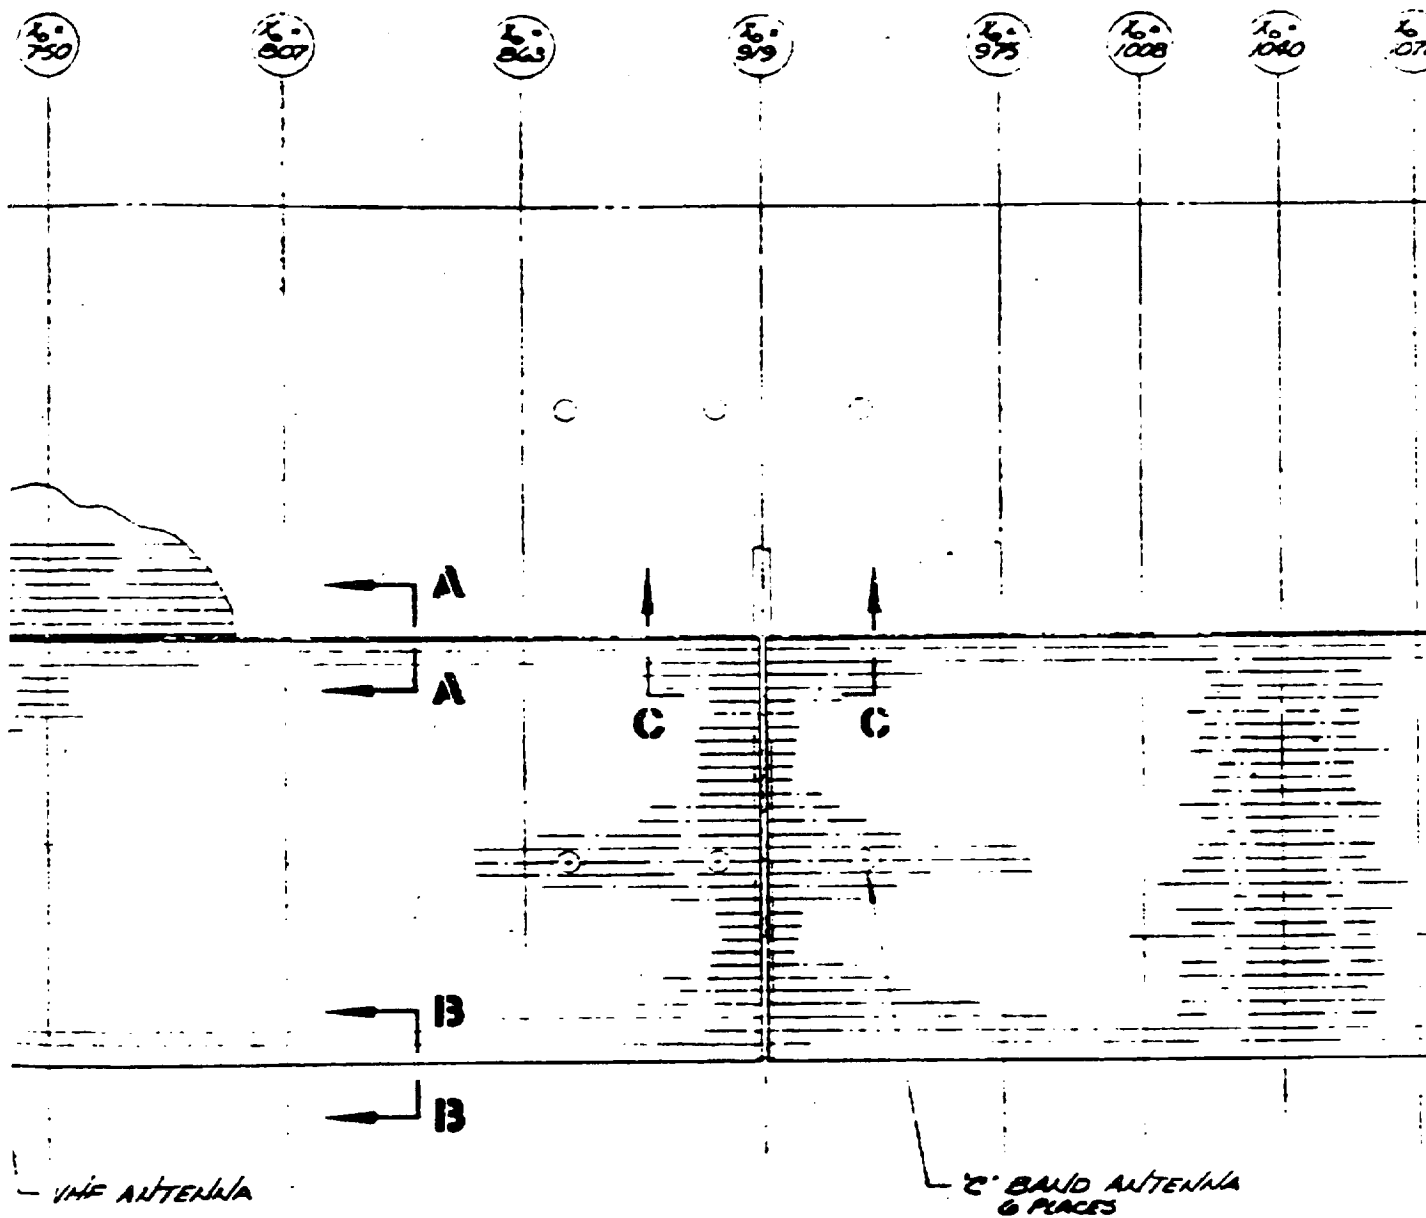 X₀=
750
X₀=
807
X₀=
863
X₀=
919
X₀=
975
X₀=
1008
X₀=
1040
X₀
A
A
C
C
B
B
VHF ANTENNA
'C' BAND ANTENNA
6 PLACES